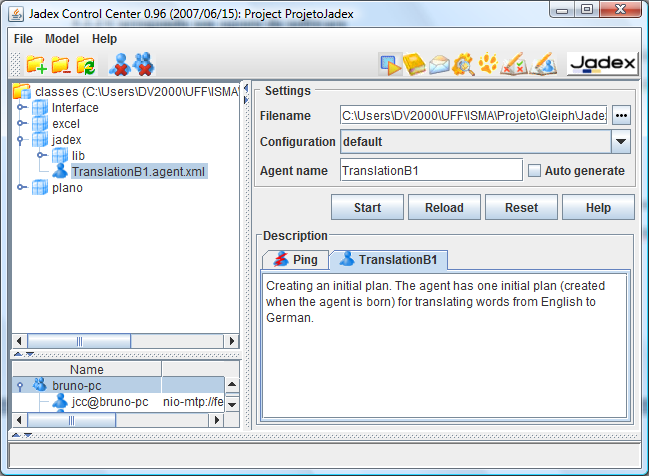 Jadex Control Center 0.96 (2007/06/15): Project ProjetoJadex
File Model Help
Jadex
classes (C:\Users\DV2000\UFF\ISMA\
Interface
excel
jadex
lib
TranslationB1.agent.xml
plano
Settings
Filename C:\Users\DV2000\UFF\ISMA\Projeto\Gleiph\Jade
Configuration default
Agent name TranslationB1 Auto generate
Start Reload Reset Help
Description
Ping TranslationB1
Creating an initial plan. The agent has one initial plan (created
when the agent is born) for translating words from English to
German.
Name
bruno-pc
jcc@bruno-pc nio-mtp://fe